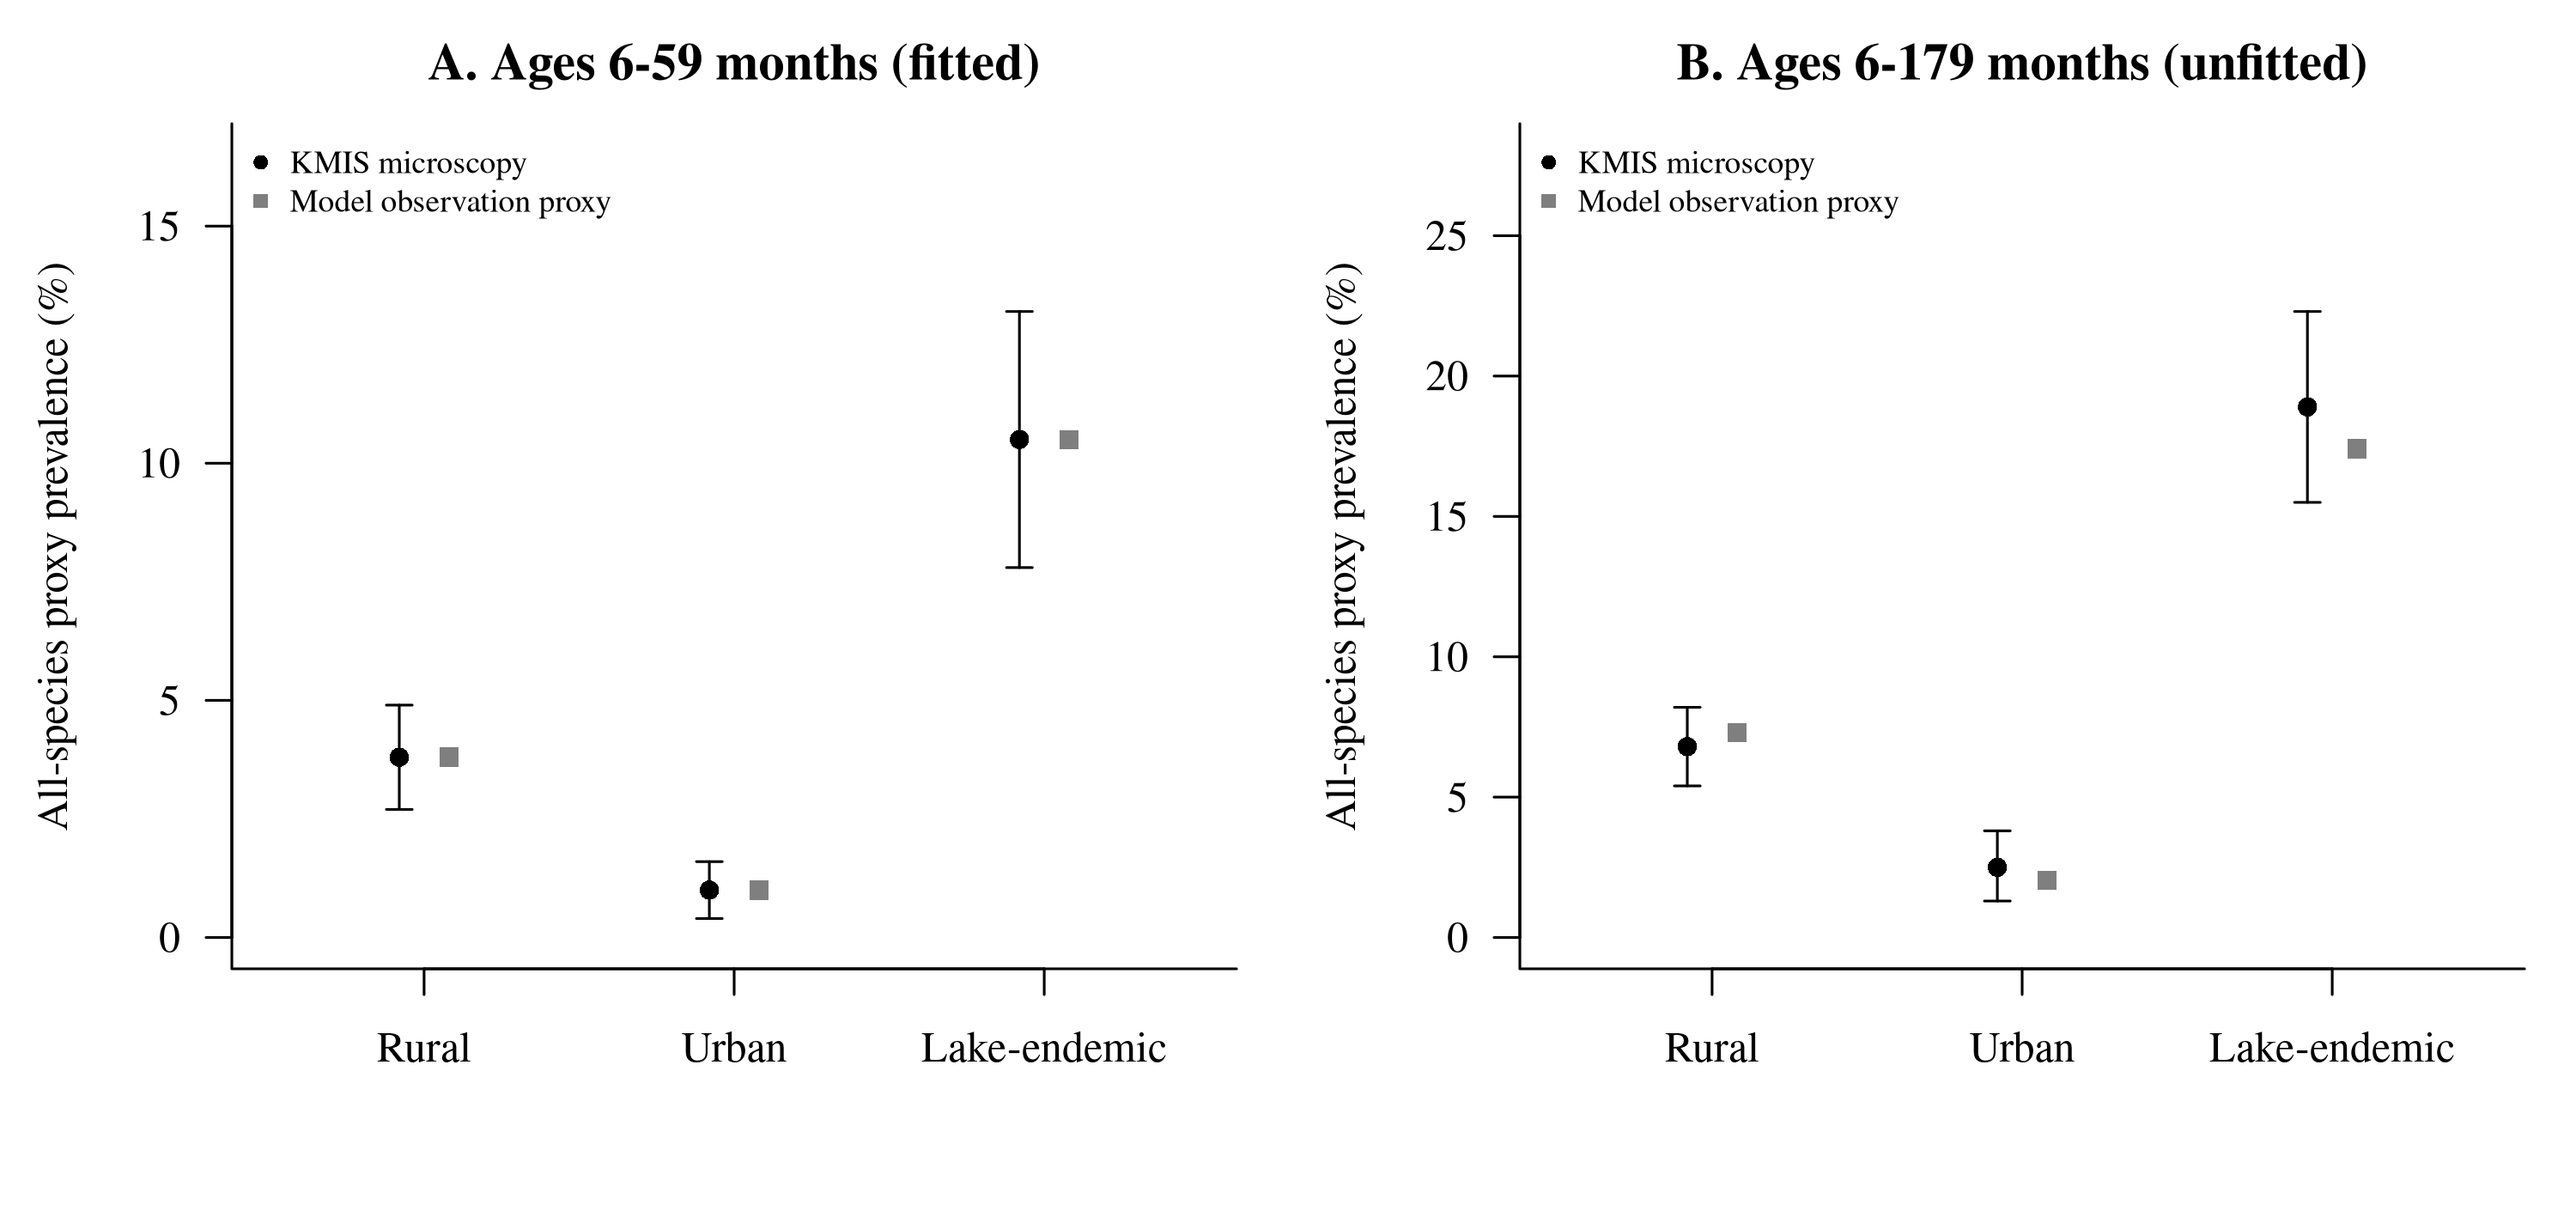 A. Ages 6-59 months (fitted)
KMIS microscopy
Model observation proxy
All-species proxy prevalence (%)
15
10
5
0
Rural Urban Lake-endemic
B. Ages 6-179 months (unfitted)
KMIS microscopy
Model observation proxy
All-species proxy prevalence (%)
25
20
15
10
5
0
Rural Urban Lake-endemic